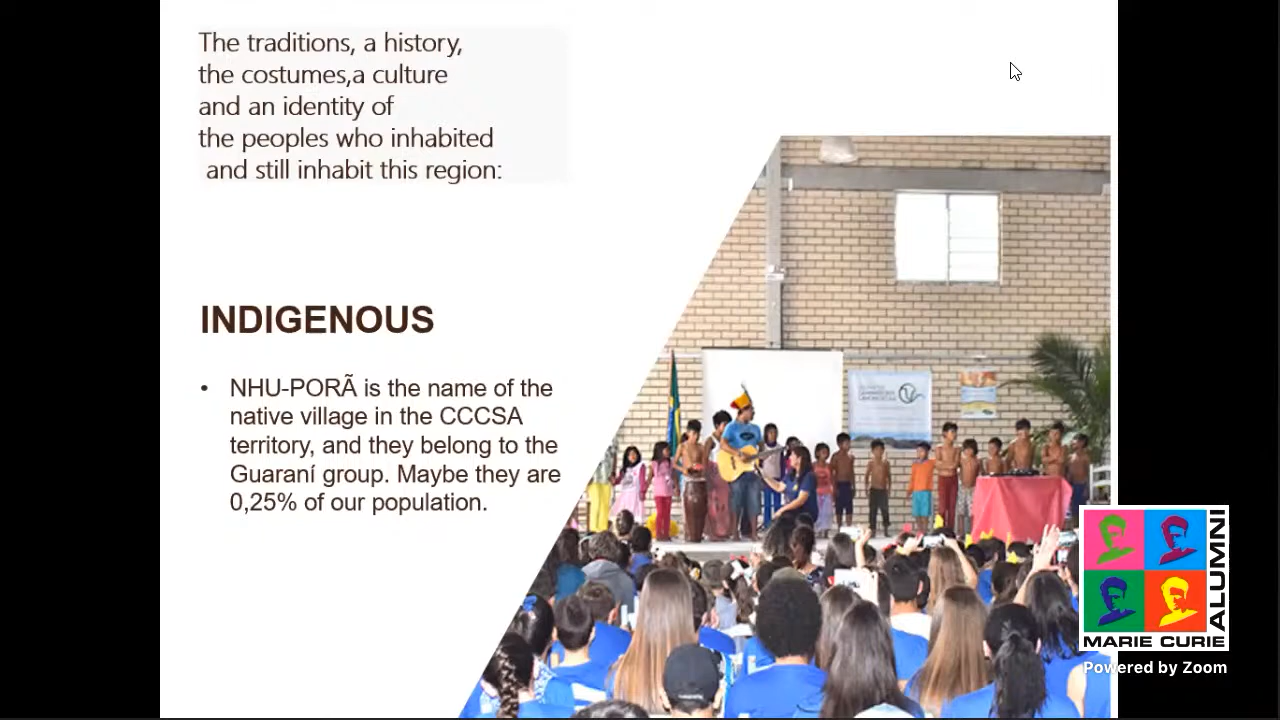 The traditions, a history,
the costumes,a culture
and an identity of
the peoples who inhabited
and still inhabit this region:
INDIGENOUS
• NHU-PORÃ is the name of the
native village in the CCCSA
territory, and they belong to the
Guaraní group. Maybe they are
0,25% of our population.
ALUMNI
MARIE CURIE
Powered by Zoom